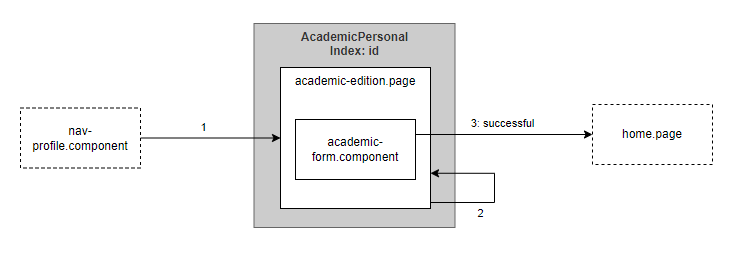 AcademicPersonal
Index: id
academic-edition.page
nav-
profile.component
1
academic-
form.component
3: successful
home.page
2